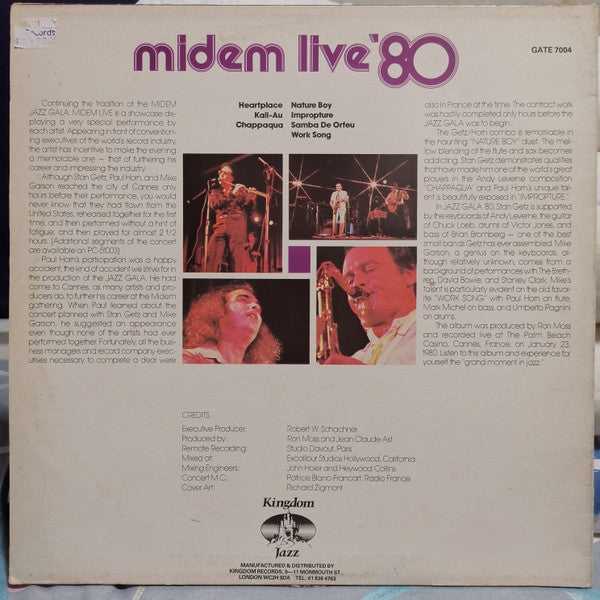 Records
midem live '80
GATE 7004
Heartplace
Kali-Au
Chappaqua
Nature Boy
Impropture
Samba De Orfeu
Work Song
Continuing the tradition of the MIDEM
JAZZ GALA. MIDEM LIVE is a showcase dis-
playing a very special performance by
each artist. Appearing in front of convention-
ing executives of the world's record industry,
the artist has incentive to make the evening
a memorable one – that of furthering his
career and impressing the industry.
Although Stan Getz, Paul Horn, and Mike
Garson reached the city of Cannes only
hours before their performance, you would
never know that they had flown from the
United States, rehearsed together for the first
time, and then performed without a hint of
fatigue; and then played for almost 2 1/2
hours. (Additional segments of the concert
are available on PC-51003)
Paul Horn's participation was a happy
accident, the kind of accident we strive for in
the production of the JAZZ GALA. He had
come to Cannes, as many artists and pro-
ducers do, to further his career at the Midem
gathering. When Paul learned about the
concert planned with Stan Getz and Mike
Garson, he suggested an appearance
even though none of the artists had ever
performed together. Fortunately, all the busi-
ness managers and record company exec-
utives necessary to complete a deal were
also in France at the time. The contract work
was hastily completed only hours before the
JAZZ GALA was to begin.
The Getz/Horn combo is remarkable in
the haunting "NATURE BOY" duet. The mel-
low blending of the flute and sax becomes
addicting. Stan Getz demonstrates qualities
that have made him one of the world's great
players in the Andy Leverne composition
"CHAPPAQUA" and Paul Horn's unique tal-
ent is beautifully exposed in "IMPROPTURE."
In JAZZ GALA 80, Stan Getz is supported
by the keyboards of Andy Leverne, the guitar
of Chuck Loeb, drums of Victor Jones, and
bass of Brian Bromberg — one of the best
small bands Getz has ever assembled. Mike
Garson, a genius on the keyboards, al-
though relatively unknown, carries from a
background of performances with The Breth-
ren, David Bowie, and Stanley Clark. Mike's
talent is particularly evident on the old favor-
ite "WORK SONG" with Paul Horn on flute,
Mark Michel on bass, and Umberto Pagnini
on drums.
The album was produced by Ron Moss
and recorded live at The Palm Beach
Casino, Cannes, France, on January 23,
1980. Listen to this album and experience for
yourself the "grand moment in jazz."
CREDITS
Executive Producer: Robert W. Schachner
Produced by: Ron Moss and Jean Claude Ast
Remote Recording: Studio Davout, Paris
Mixed at: Excalibur Studios Hollywood, California
Mixing Engineers: John Hoier and Heywood Collins
Concert M.C.: Patrice Blanc-Francart, Radio France
Cover Art: Richard Zigmont
Kingdom
Jazz
MANUFACTURED & DISTRIBUTED BY
KINGDOM RECORDS, 9—11 MONMOUTH ST.,
LONDON WC2H 9DA TEL: 01 836 4763